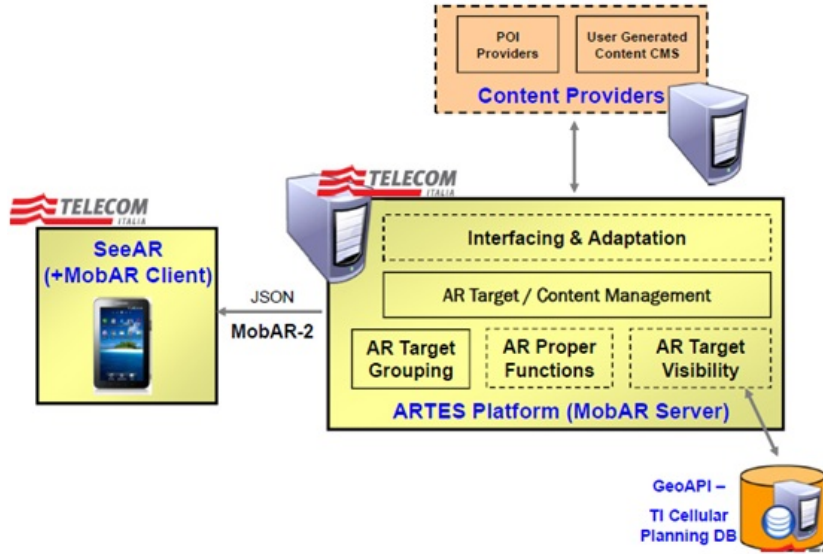 POI
Providers
User Generated
Content CMS
Content Providers
TELECOM
ITALIA
TELECOM
ITALIA
SeeAR
(+MobAR Client)
JSON
MobAR-2
Interfacing & Adaptation
AR Target / Content Management
AR Target
Grouping
AR Proper
Functions
AR Target
Visibility
ARTES Platform (MobAR Server)
GeoAPI –
TI Cellular
Planning DB